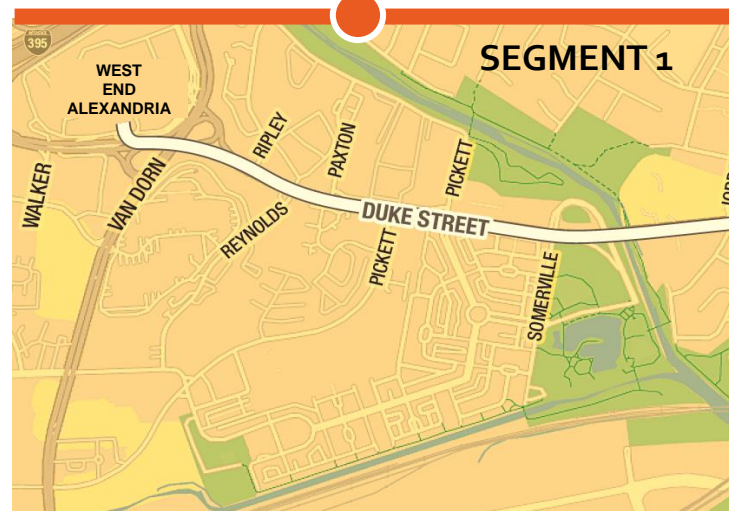 SEGMENT 1
395
WEST
END
ALEXANDRIA
WALKER
VAN DORN
RIPLEY
REYNOLDS
PAXTON
PICKETT
DUKE STREET
PICKETT
SOMERVILLE